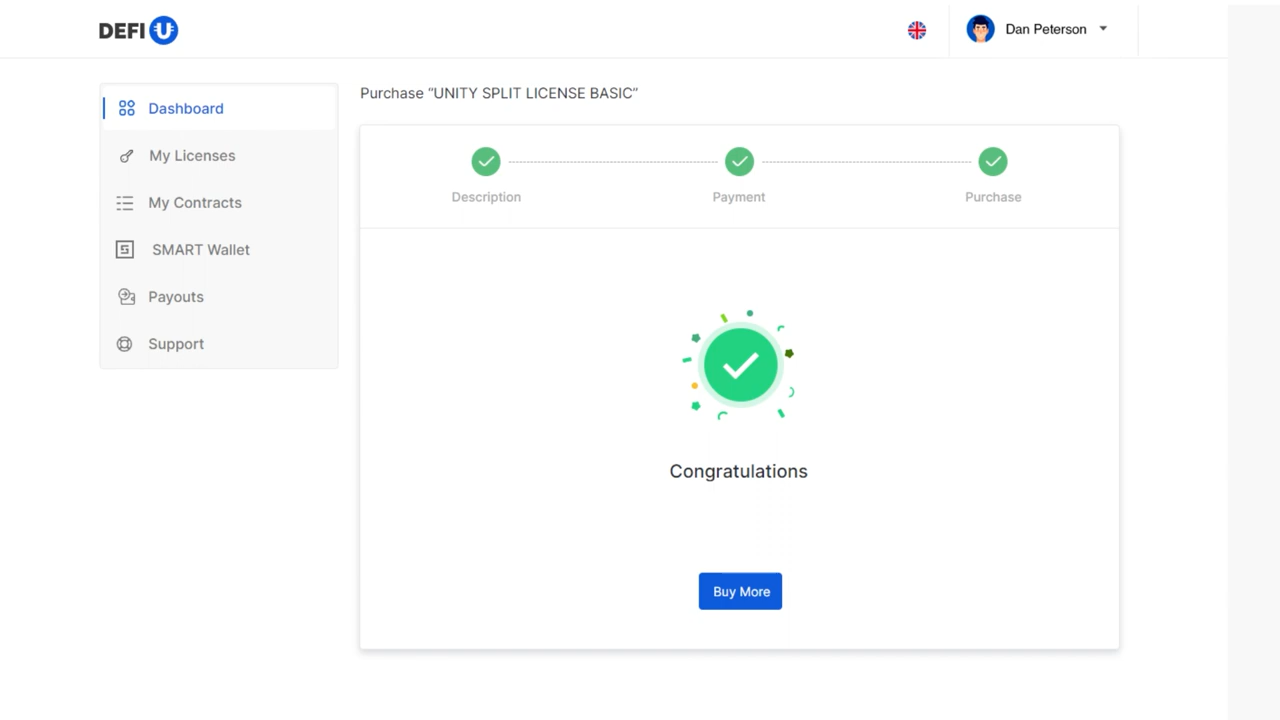 DEFI U
Dan Peterson
Dashboard
My Licenses
My Contracts
SMART Wallet
Payouts
Support
Purchase “UNITY SPLIT LICENSE BASIC”
Description
Payment
Purchase
Congratulations
Buy More